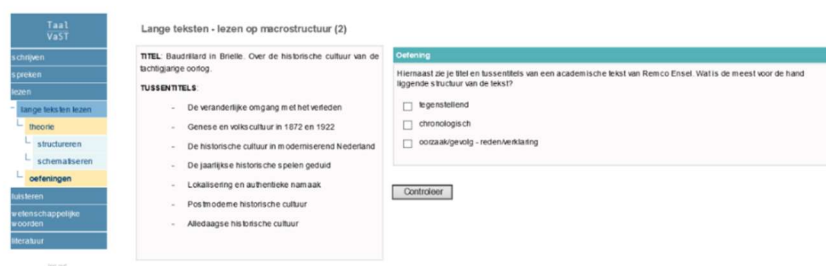 Taal
VaST
schrijven
spreken
lezen
lange teksten lezen
theorie
structureren
schematiseren
oefeningen
luisteren
wetenschappelijke
woorden
literatuur
Lange teksten - lezen op macrostructuur (2)
TITEL: Baudrillard in Brielle. Over de historische cultuur van de
tachtigjarige oorlog.
TUSSENTITELS:
- De veranderlijke omgang met het verleden
- Genese en volkscultuur in 1872 en 1922
- De historische cultuur in moderniserend Nederland
- De jaarlijkse historische spelen geduid
- Lokalisering en authentieke namaak
- Postmoderne historische cultuur
- Alledaagse historische cultuur
Oefening
Hiernaast zie je titel en tussentitels van een academische tekst van Remco Ensel. Wat is de meest voor de hand
liggende structuur van de tekst?
tegenstellend
chronologisch
oorzaak/gevolg - reden/verklaring
Controleer